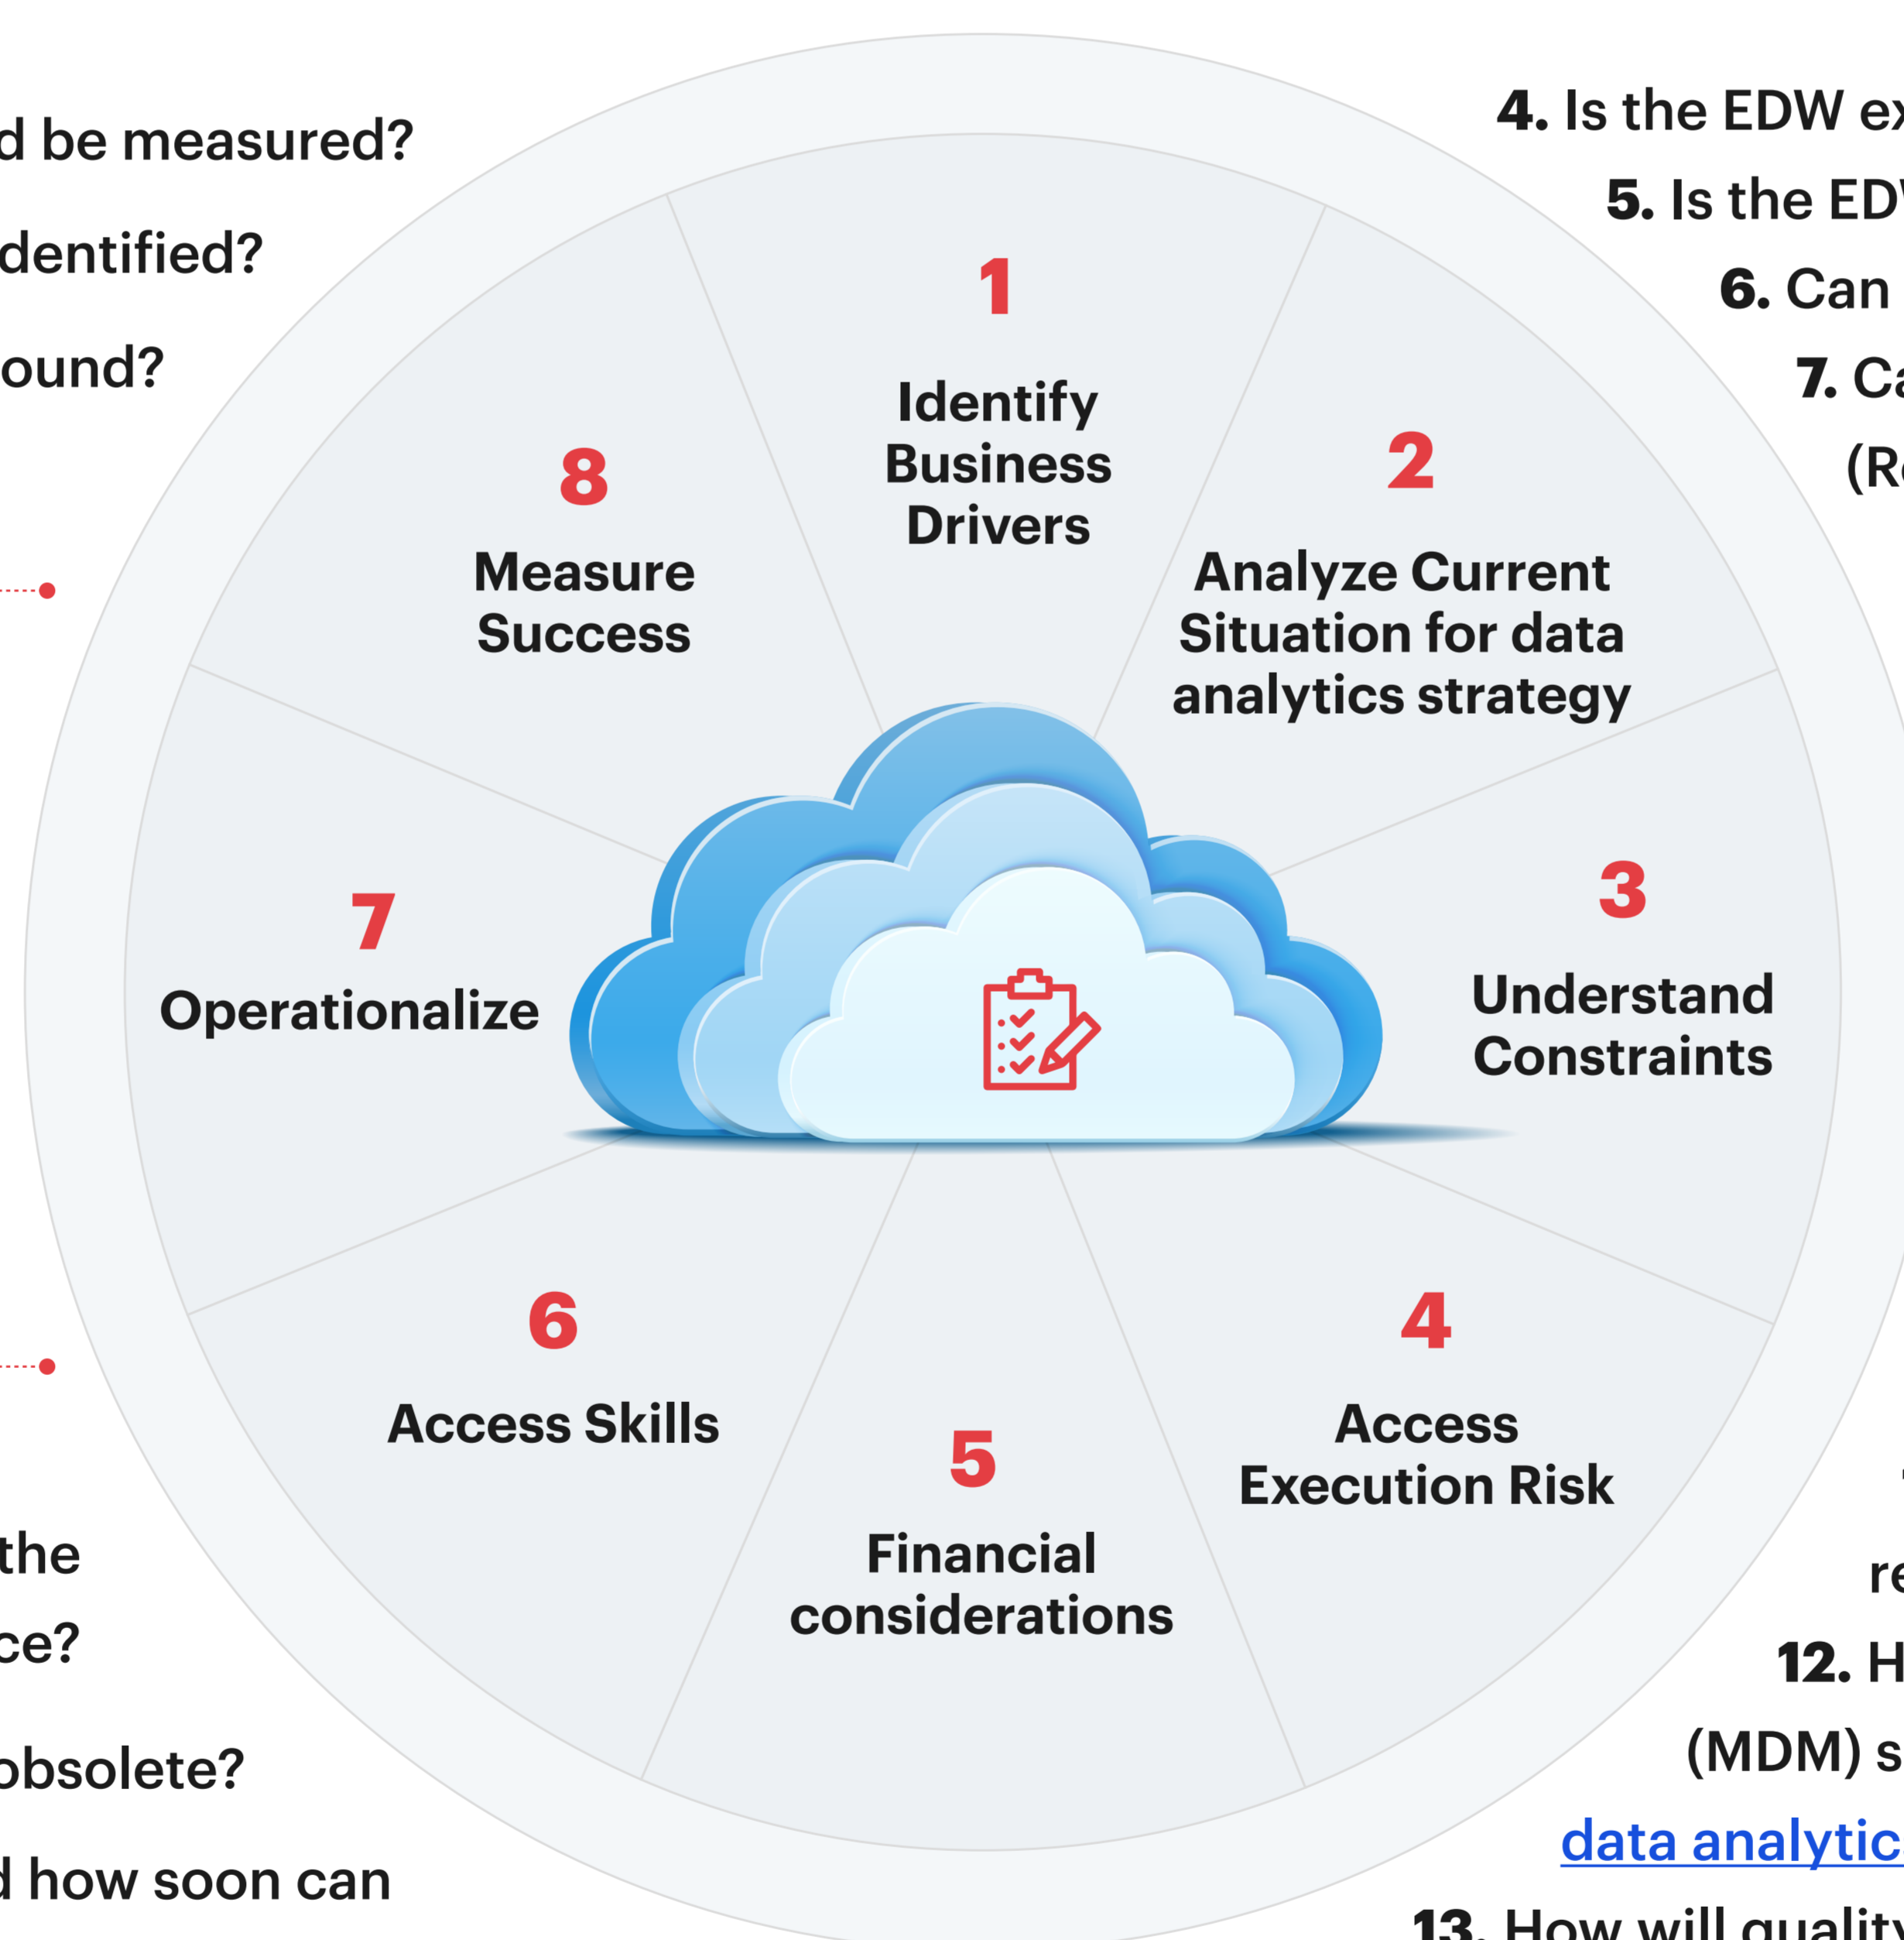 d be measured?
dentified?
ound?
4. Is the EDW ex
5. Is the ED
6. Can
7. Ca
(Re
1
Identify
Business
Drivers
2
Analyze Current
Situation for data
analytics strategy
3
Understand
Constraints
4
Access
Execution Risk
5
Financial
considerations
6
Access Skills
7
Operationalize
8
Measure
Success
the
ce?
obsolete?
d how soon can
re
12. H
(MDM) s
data analytic
13. How will quality